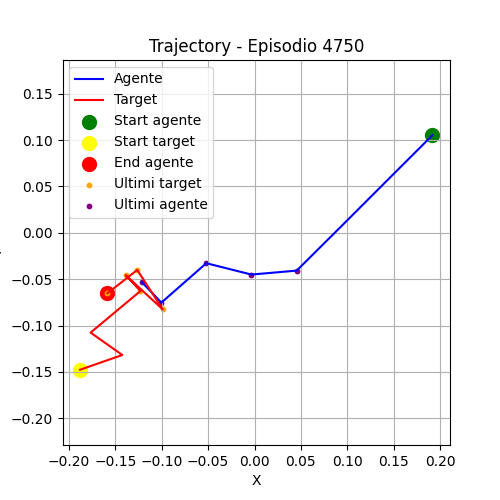 Trajectory - Episodio 4750
Agente
Target
Start agente
Start target
End agente
Ultimi target
Ultimi agente
0.15
0.10
0.05
0.00
−0.05
−0.10
−0.15
−0.20
−0.20 −0.15 −0.10 −0.05 0.00 0.05 0.10 0.15 0.20
X